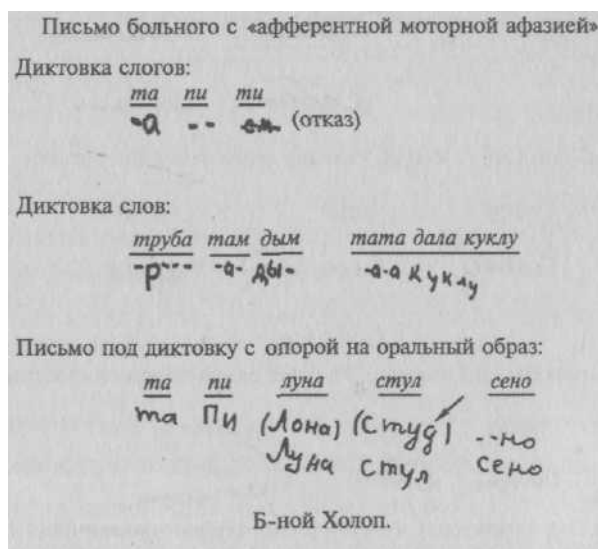 Письмо больного с «афферентной моторной афазией»
Диктовка слогов:
та пи ти
-а - - (отказ)
Диктовка слов:
труба там дым тата дала куклу
-р--- -а- ды- -а-а куклу
Письмо под диктовку с опорой на оральный образ:
та пи луна стул сено
та Пи (Лона) (Студ) --но
Луна Стул Сено
Б-ной Холоп.